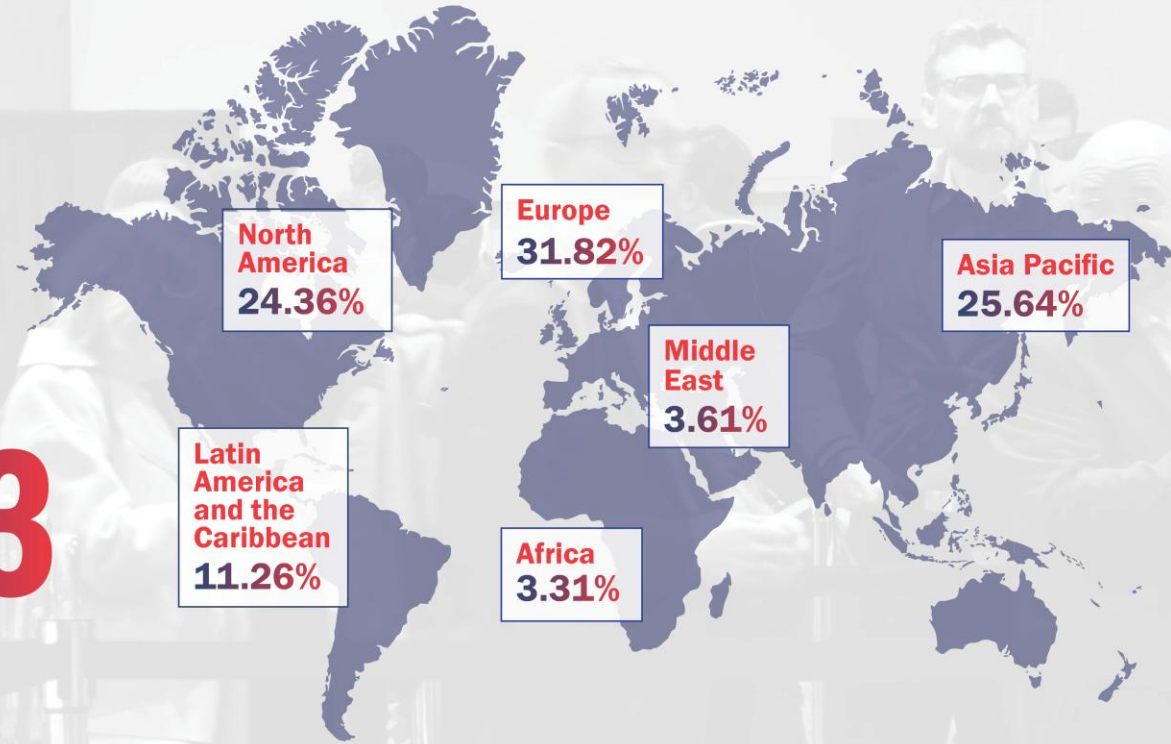 North
America
24.36%
Europe
31.82%
Asia Pacific
25.64%
Middle
East
3.61%
3
Latin
America
and the
Caribbean
11.26%
Africa
3.31%